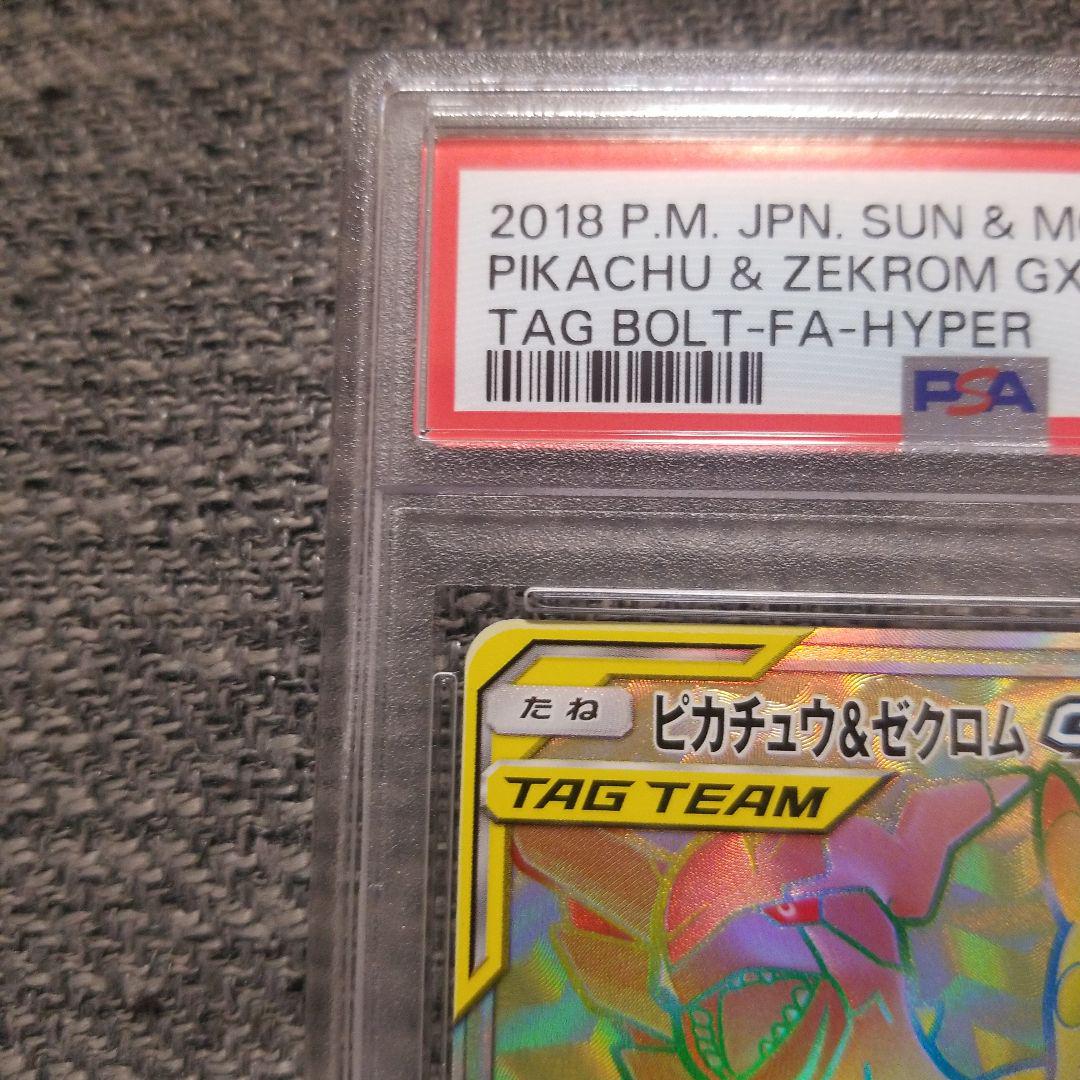 2018 P.M. JPN. SUN & M
PIKACHU & ZEKROM GX
TAG BOLT-FA-HYPER
PSA
たね
ピカチュウ&ゼクロム
TAG TEAM